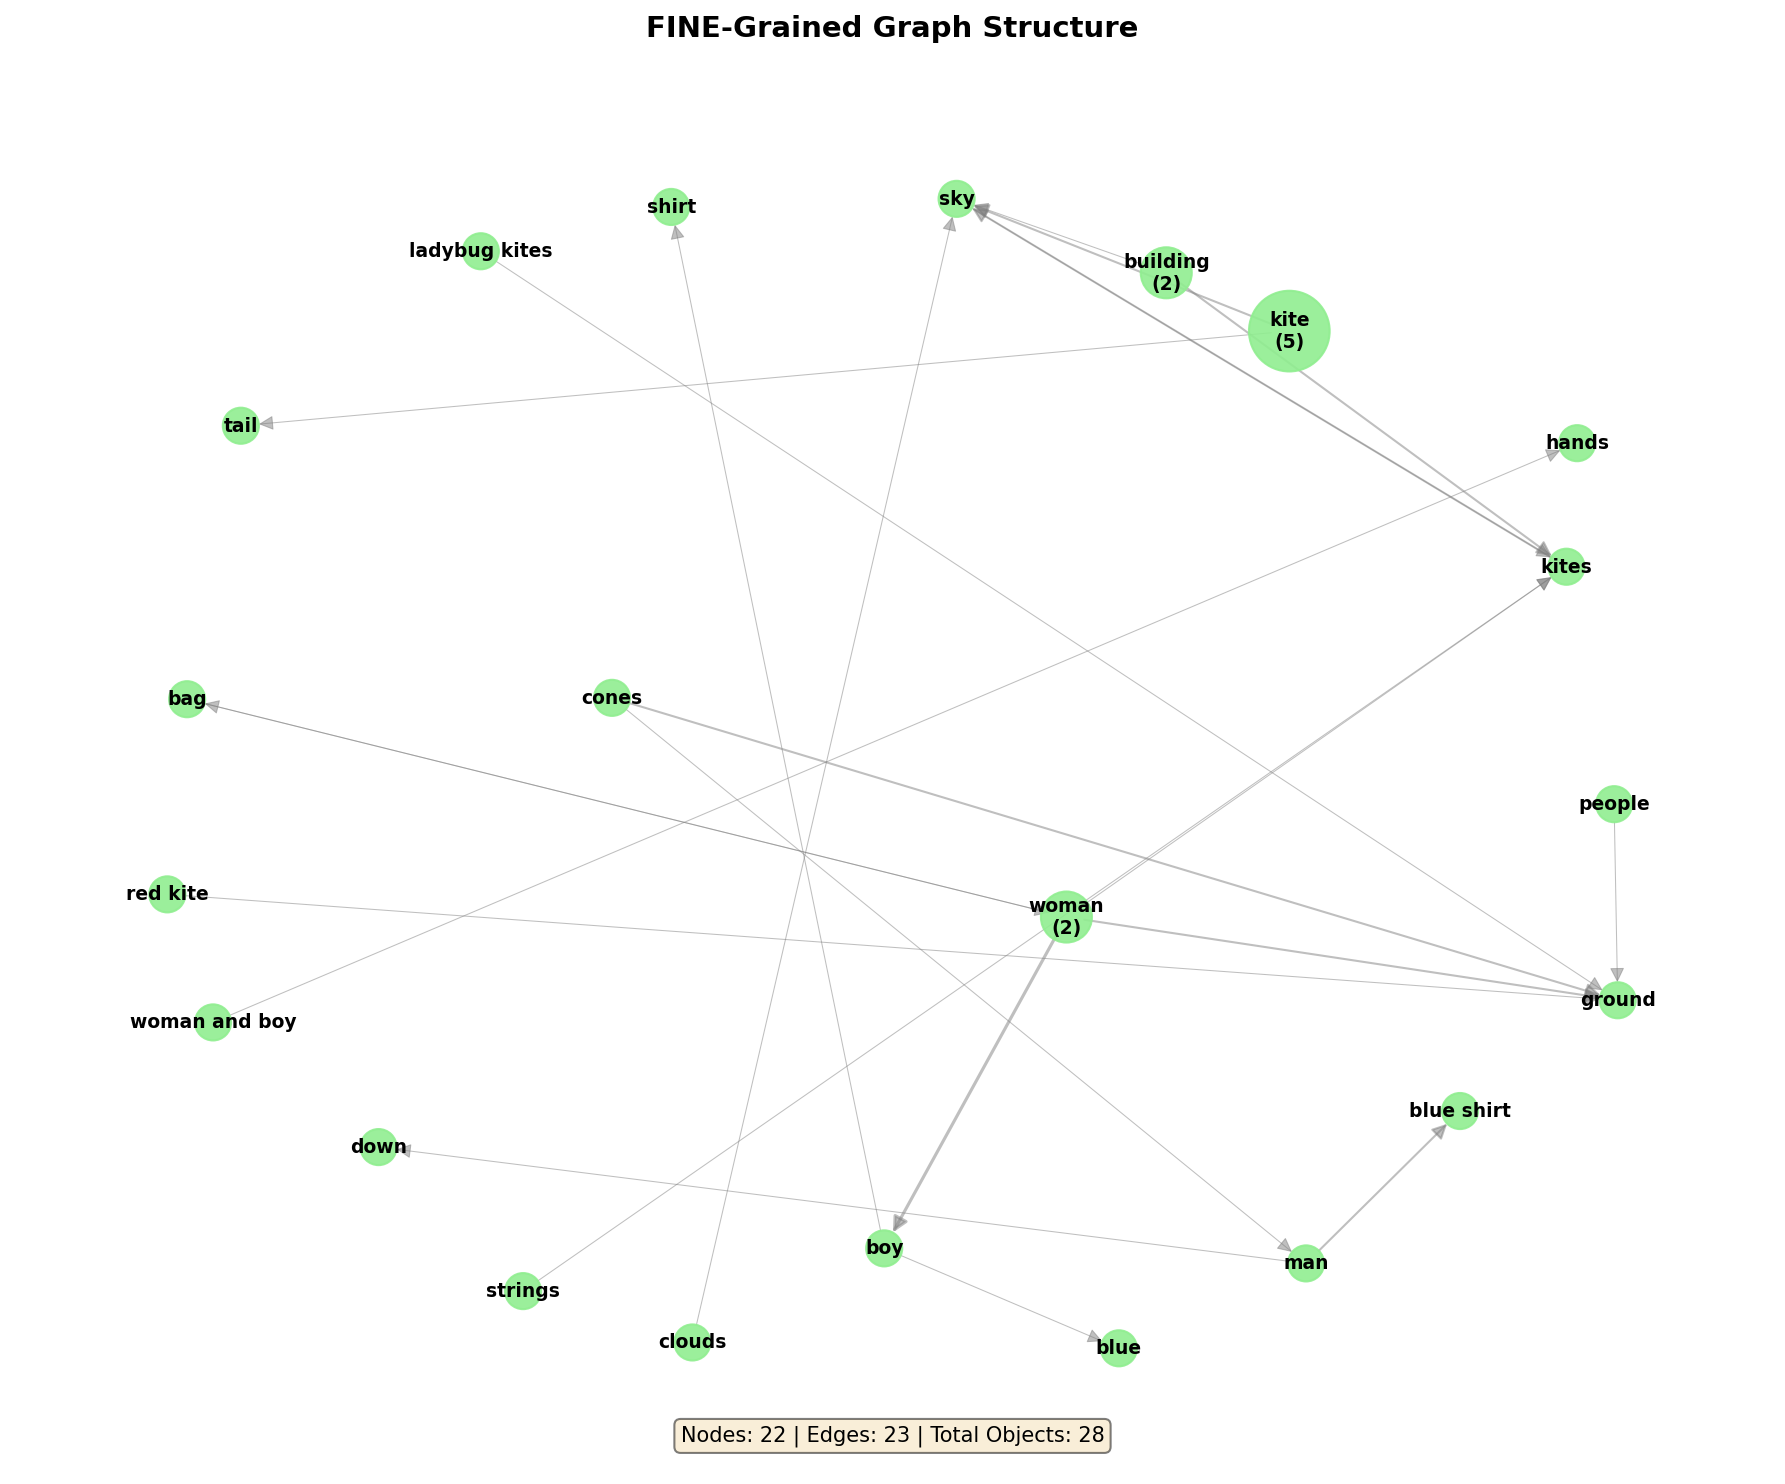 FINE-Grained Graph Structure
sky
shirt
ladybug kites
building
(2)
kite
(5)
tail
hands
kites
bag
cones
people
red kite
woman
(2)
ground
woman and boy
blue shirt
down
boy
man
strings
clouds
blue
Nodes: 22 | Edges: 23 | Total Objects: 28